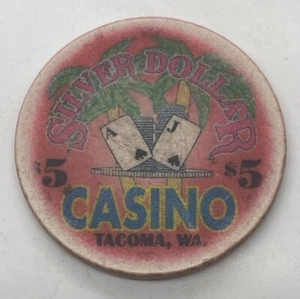 SILVER DOLLAR
A J
$5 $5
CASINO
TACOMA, WA.